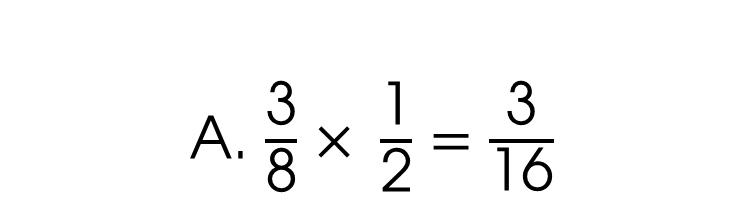 A. 3/8 × 1/2 = 3/16